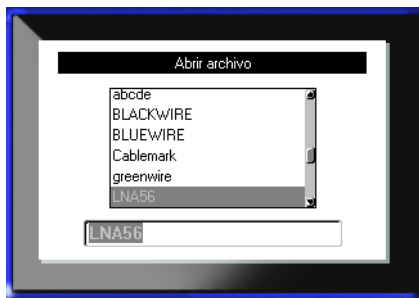 Abrir archivo
abcde
BLACKWIRE
BLUEWIRE
Cablemark
greenwire
LNA56
LNA56